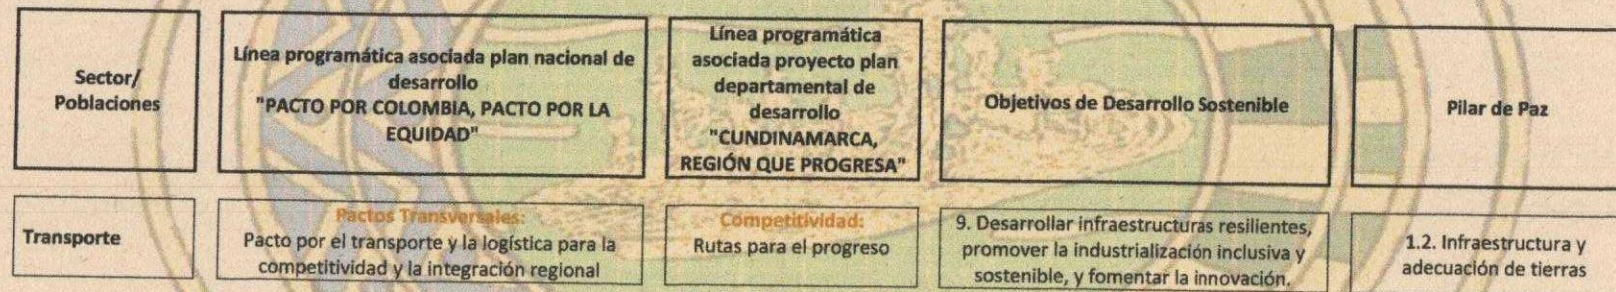 Sector/
Poblaciones
Línea programática asociada plan nacional de
desarrollo
"PACTO POR COLOMBIA, PACTO POR LA
EQUIDAD"
Línea programática
asociada proyecto plan
departamental de
desarrollo
"CUNDINAMARCA,
REGIÓN QUE PROGRESA"
Objetivos de Desarrollo Sostenible
Pilar de Paz
Transporte
Pactos Transversales:
Pacto por el transporte y la logística para la
competitividad y la integración regional
Competitividad:
Rutas para el progreso
9. Desarrollar infraestructuras resilientes,
promover la industrialización inclusiva y
sostenible, y fomentar la innovación.
1.2. Infraestructura y
adecuación de tierras